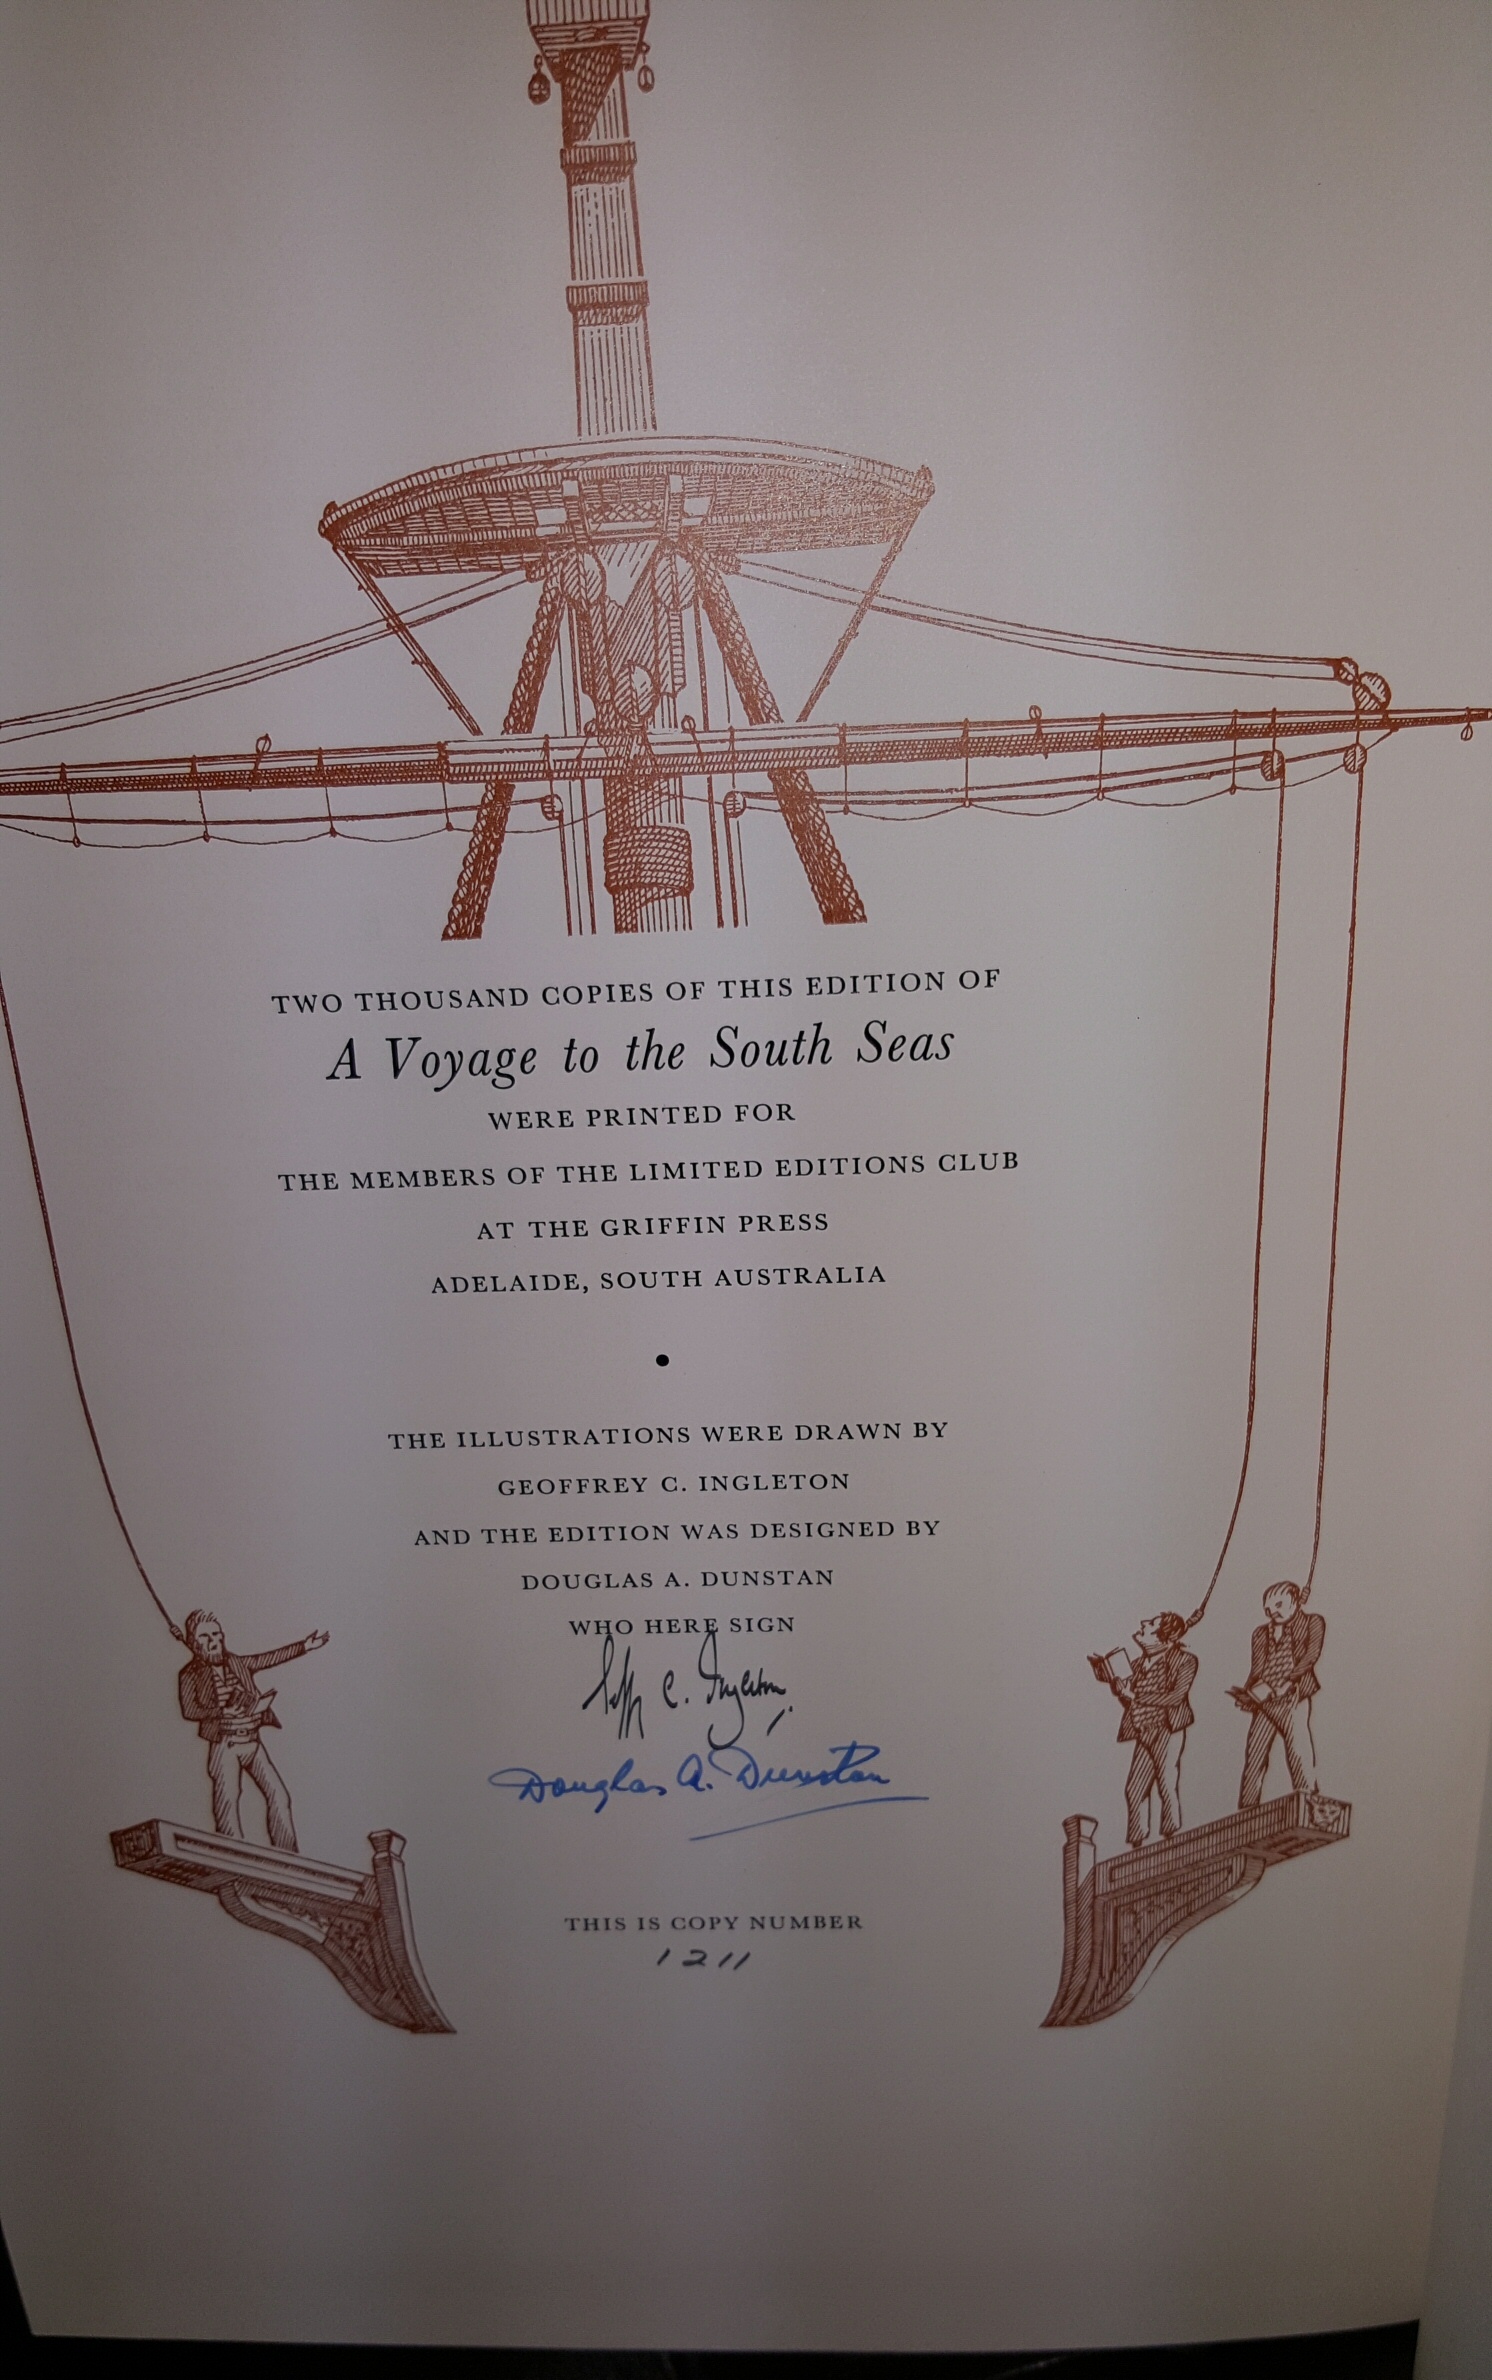 TWO THOUSAND COPIES OF THIS EDITION OF
A Voyage to the South Seas
WERE PRINTED FOR
THE MEMBERS OF THE LIMITED EDITIONS CLUB
AT THE GRIFFIN PRESS
ADELAIDE, SOUTH AUSTRALIA
•
THE ILLUSTRATIONS WERE DRAWN BY
GEOFFREY C. INGLETON
AND THE EDITION WAS DESIGNED BY
DOUGLAS A. DUNSTAN
WHO HERE SIGN
Geoffrey C. Ingleton
Douglas A. Dunstan
THIS IS COPY NUMBER
1211